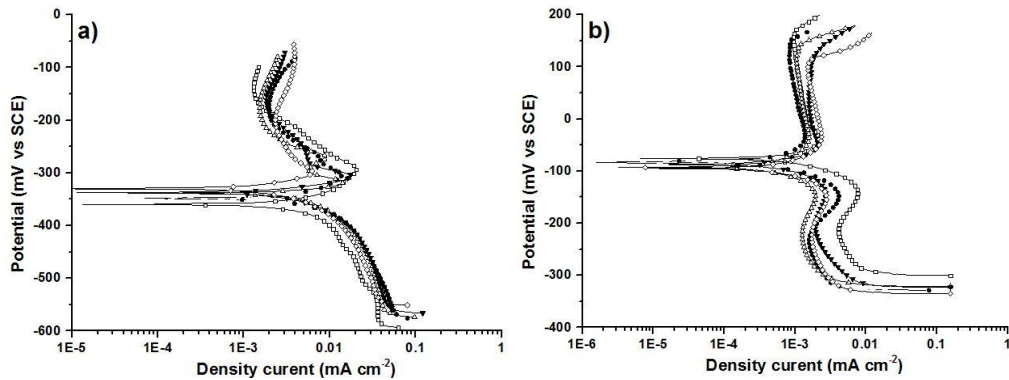 a)
0
-100
-200
-300
-400
-500
-600
Potential (mV vs SCE)
1E-5
1E-4
1E-3
0.01
0.1
1
Density curent (mA cm-2)
b)
200
100
0
-100
-200
-300
-400
Potential (mV vs SCE)
1E-6
1E-5
1E-4
1E-3
0.01
0.1
1
Density current (mA cm-2)